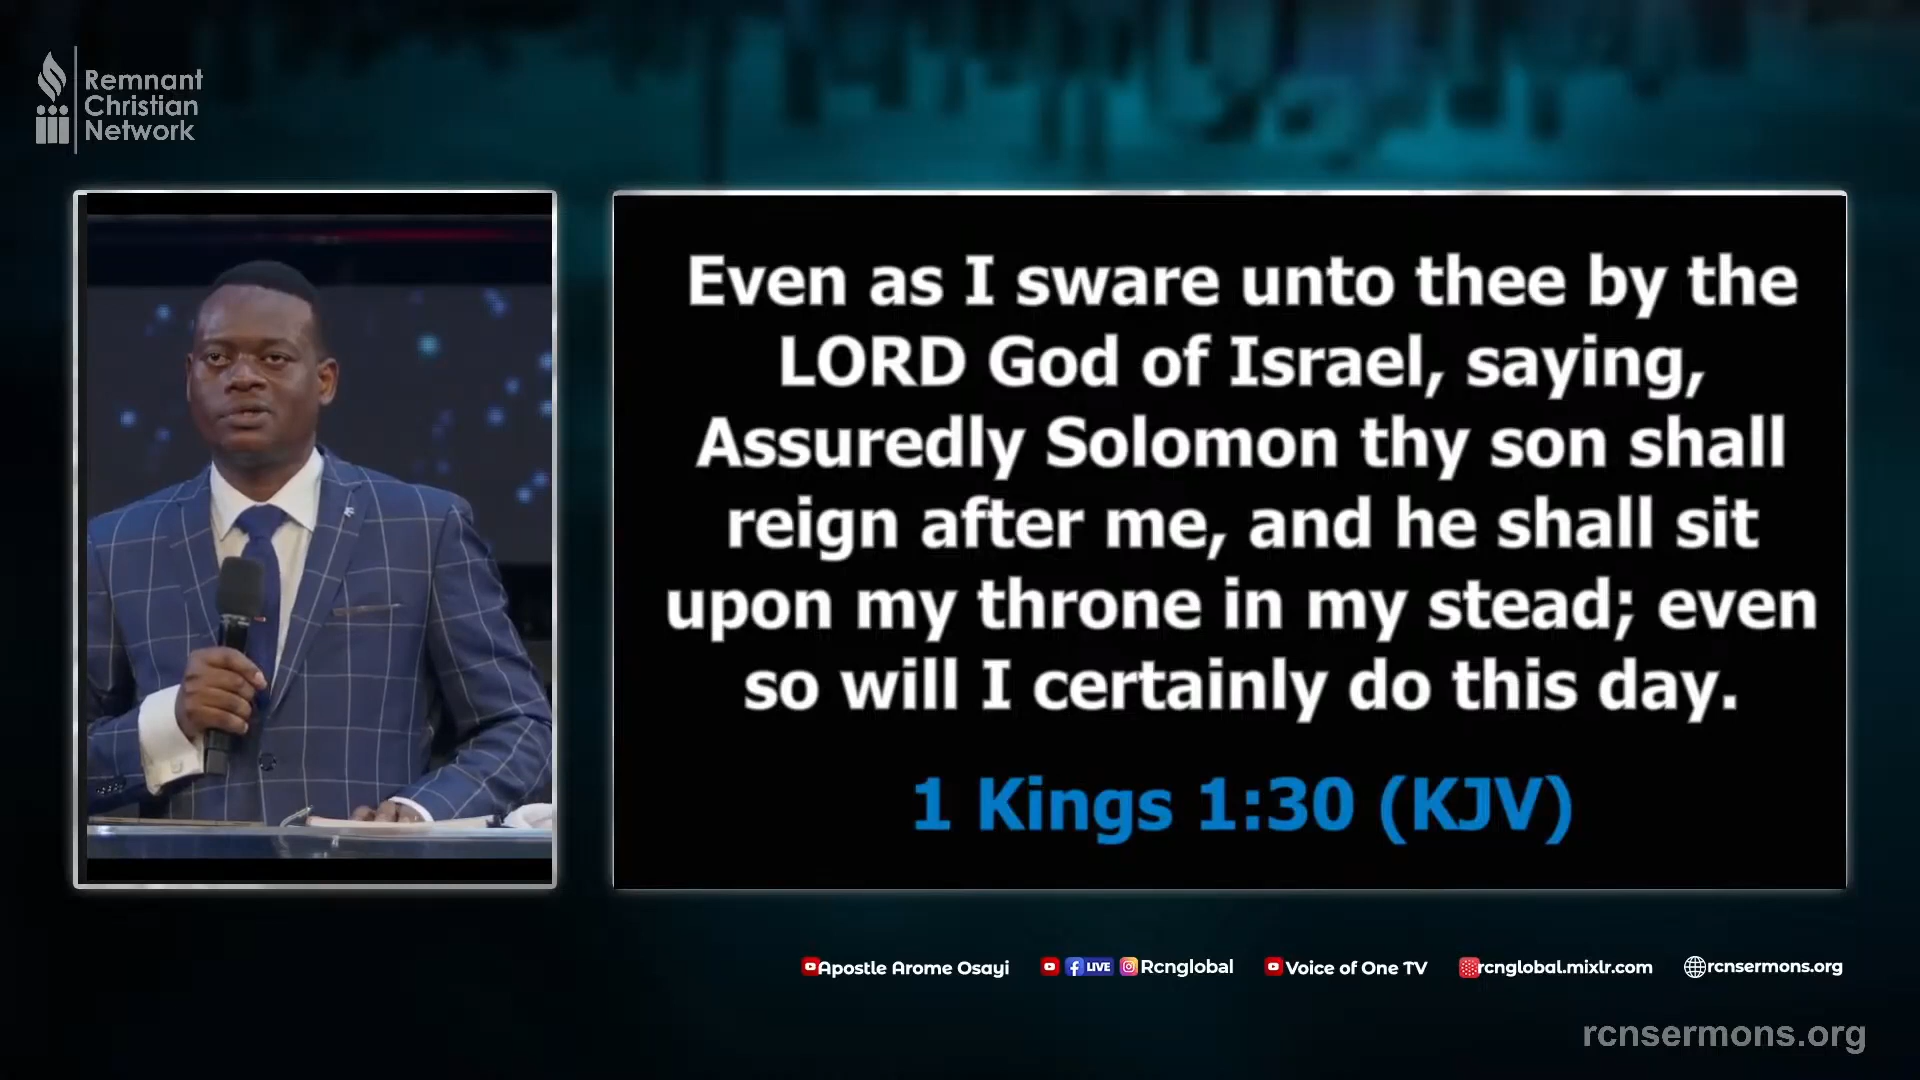 Remnant
Christian
Network
Even as I sware unto thee by the
LORD God of Israel, saying,
Assuredly Solomon thy son shall
reign after me, and he shall sit
upon my throne in my stead; even
so will I certainly do this day.
1 Kings 1:30 (KJV)
Apostle Arome Osayi LIVE Rcnglobal Voice of One TV rcnglobal.mixlr.com rcnsermons.org
rcnsermons.org